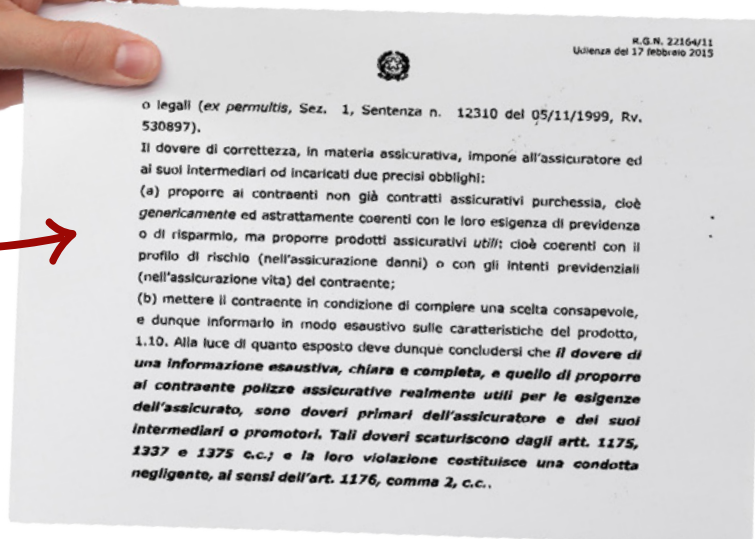 R.G.N. 22164/11
Udienza del 17 febbraio 2015
o legali (ex permultis, Sez. 1, Sentenza n. 12310 del 05/11/1999, Rv.
530897).
Il dovere di correttezza, in materia assicurativa, impone all'assicuratore ed
ai suoi intermediari od incaricati due precisi obblighi:
(a) proporre ai contraenti non già contratti assicurativi purchessia, cioè
genericamente ed astrattamente coerenti con le loro esigenza di previdenza
o di risparmio, ma proporre prodotti assicurativi utili: cioè coerenti con il
profilo di rischio (nell'assicurazione danni) o con gli intenti previdenziali
(nell'assicurazione vita) del contraente;
(b) mettere il contraente in condizione di compiere una scelta consapevole,
e dunque informarlo in modo esaustivo sulle caratteristiche del prodotto,
1.10. Alla luce di quanto esposto deve dunque concludersi che il dovere di
una informazione esaustiva, chiara e completa, e quello di proporre
al contraente polizze assicurative realmente utili per le esigenze
dell'assicurato, sono doveri primari dell'assicuratore e dei suoi
intermediari o promotori. Tali doveri scaturiscono dagli artt. 1175,
1337 e 1375 c.c.; e la loro violazione costituisce una condotta
negligente, ai sensi dell'art. 1176, comma 2, c.c..